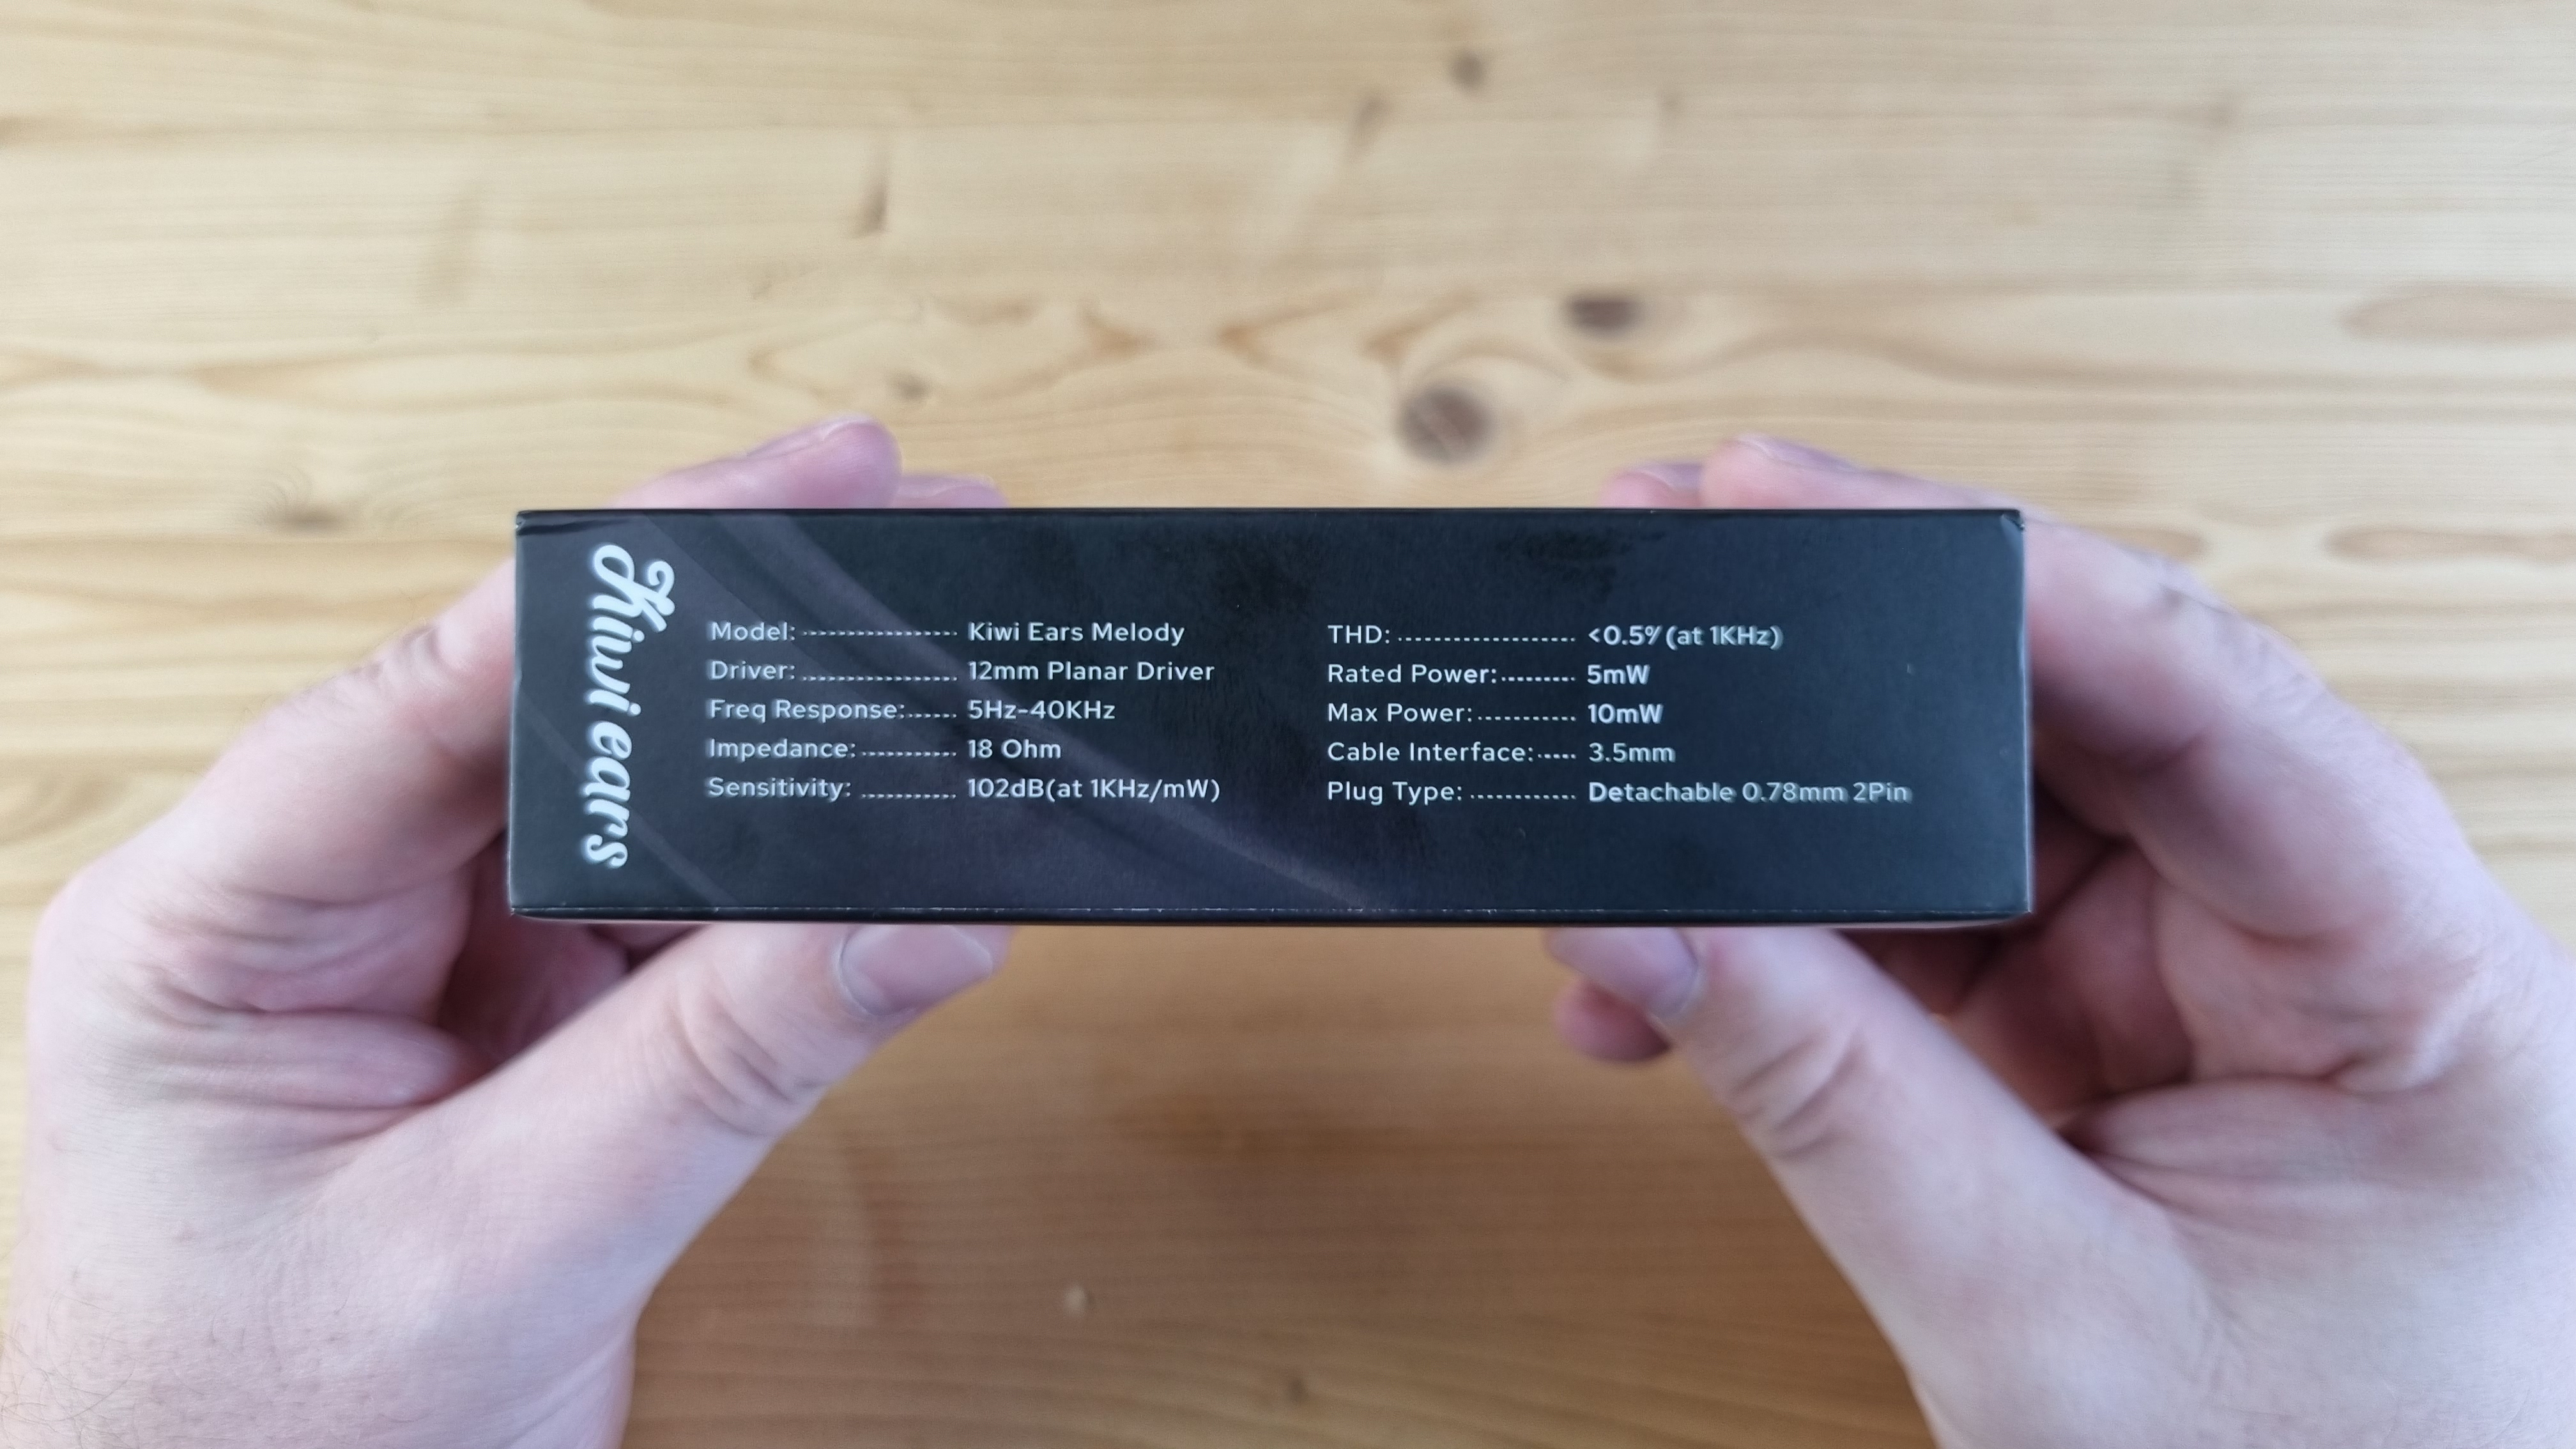 Kiwi ears
Model: Kiwi Ears Melody
Driver: 12mm Planar Driver
Freq Response: 5Hz-40KHz
Impedance: 18 Ohm
Sensitivity: 102dB(at 1KHz/mW)
THD: <0.5%(at 1KHz)
Rated Power: 5mW
Max Power: 10mW
Cable Interface: 3.5mm
Plug Type: Detachable 0.78mm 2Pin